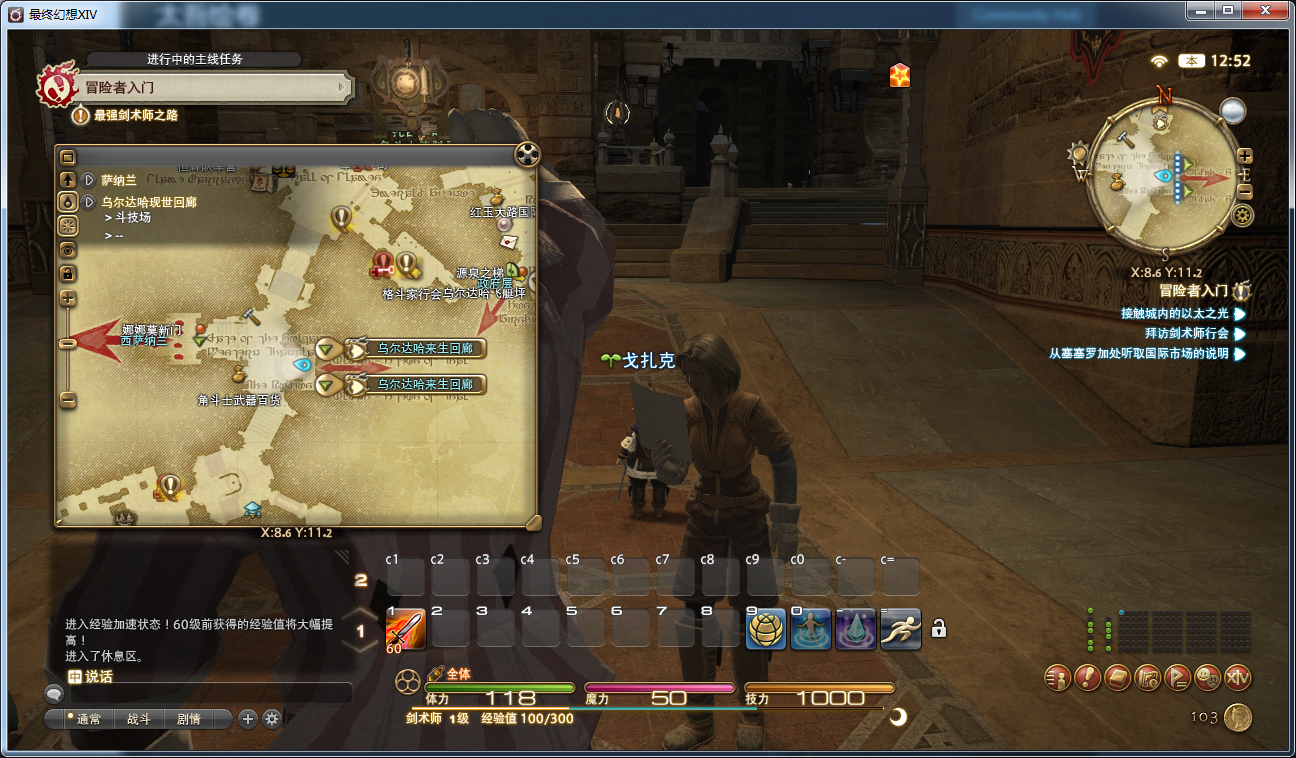 最终幻想XIV
进行中的主线任务
冒险者入门
最强剑术师之路
本 12:52
N
W
E
S
X:8.6 Y:11.2
萨纳兰
乌尔达哈现世回廊
> 斗技场
> --
红玉大路国
源泉之梯
政府层
格斗家行会乌尔达哈飞艇坪
娜娜莫新门
西萨纳兰
乌尔达哈来生回廊
乌尔达哈来生回廊
角斗士武器百货
X:8.6 Y:11.2
冒险者入门
接触城内的以太之光
拜访剑术师行会
从塞塞罗加处听取国际市场的说明
戈扎克
c1 c2 c3 c4 c5 c6 c7 c8 c9 c0 c- c=
2
1 2 3 4 5 6 7 8 9 0 - =
1
60
进入经验加速状态！60级前获得的经验值将大幅提
高！
进入了休息区。
中 说话
通常 战斗 剧情
全体
体力 118 魔力 50 技力 1000
剑术师 1级 经验值 100/300
XIV
103